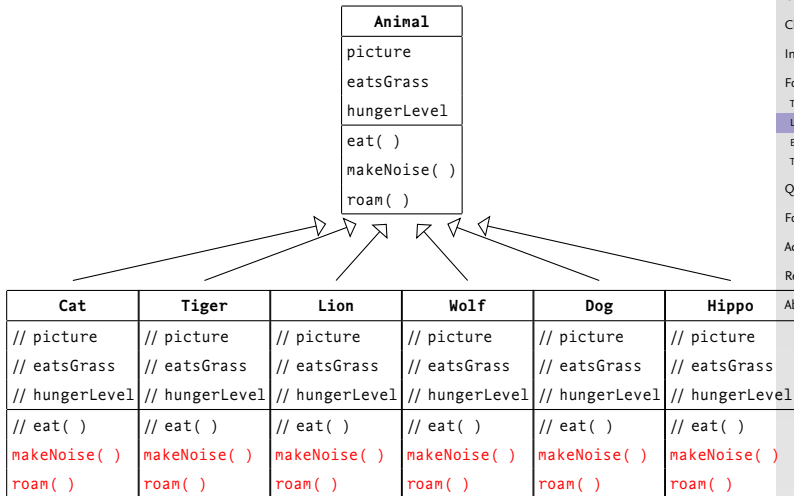 Animal
picture
eatsGrass
hungerLevel
eat( )
makeNoise( )
roam( )
Cat
// picture
// eatsGrass
// hungerLevel
// eat( )
makeNoise( )
roam( )
Tiger
// picture
// eatsGrass
// hungerLevel
// eat( )
makeNoise( )
roam( )
Lion
// picture
// eatsGrass
// hungerLevel
// eat( )
makeNoise( )
roam( )
Wolf
// picture
// eatsGrass
// hungerLevel
// eat( )
makeNoise( )
roam( )
Dog
// picture
// eatsGrass
// hungerLevel
// eat( )
makeNoise( )
roam( )
Hippo
// picture
// eatsGrass
// hungerLevel
// eat( )
makeNoise( )
roam( )